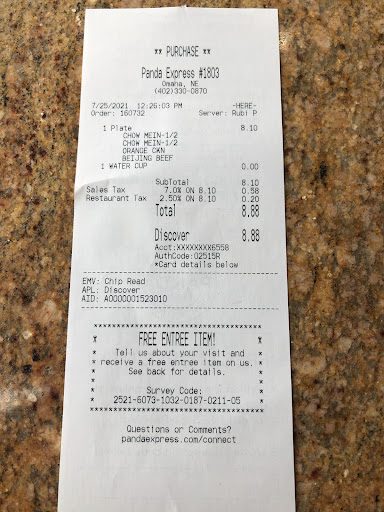 ** PURCHASE **
Panda Express #1803
Omaha, NE
(402)330-0870
7/25/2021 12:26:03 PM -HERE-
Order: 160732 Server: Rubi P
1 Plate 8.10
CHOW MEIN-1/2
CHOW MEIN-1/2
ORANGE CKN
BEIJING BEEF
1 WATER CUP 0.00
SubTotal 8.10
Sales Tax 7.0% ON 8.10 0.58
Restaurant Tax 2.50% ON 8.10 0.20
Total 8.88
Discover 8.88
Acct:XXXXXXXX6558
AuthCode:02515R
*Card details below
EMV: Chip Read
APL: Discover
AID: A0000001523010
FREE ENTREE ITEM!
Tell us about your visit and
receive a free entree item on us.
See back for details.
Survey Code:
2521-6073-1032-0187-0211-05
Questions or Comments?
pandaexpress.com/connect